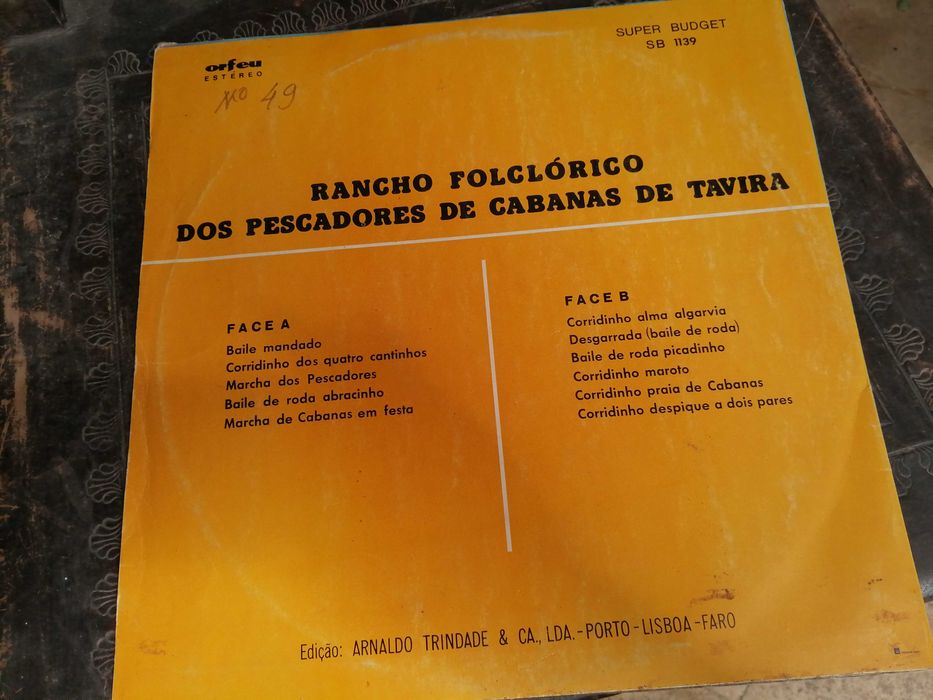 orfeu
ESTÉREO
Nº 49
SUPER BUDGET
SB 1139
RANCHO FOLCLÓRICO
DOS PESCADORES DE CABANAS DE TAVIRA
FACE A
Baile mandado
Corridinho dos quatro cantinhos
Marcha dos Pescadores
Baile de roda abracinho
Marcha de Cabanas em festa
FACE B
Corridinho alma algarvia
Desgarrada (baile de roda)
Baile de roda picadinho
Corridinho maroto
Corridinho praia de Cabanas
Corridinho despique a dois pares
Edição: ARNALDO TRINDADE & CA., LDA.-PORTO-LISBOA-FARO